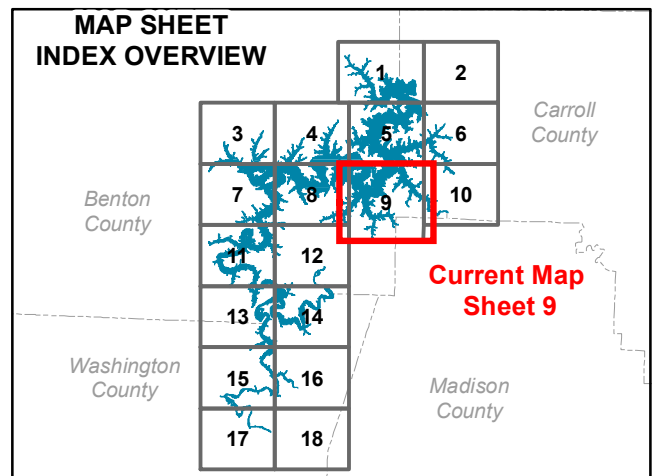 MAP SHEET
INDEX OVERVIEW
1
2
Carroll
County
3
4
5
6
Benton
County
7
8
9
10
11
12
Current Map
Sheet 9
13
14
Washington
County
15
16
Madison
County
17
18